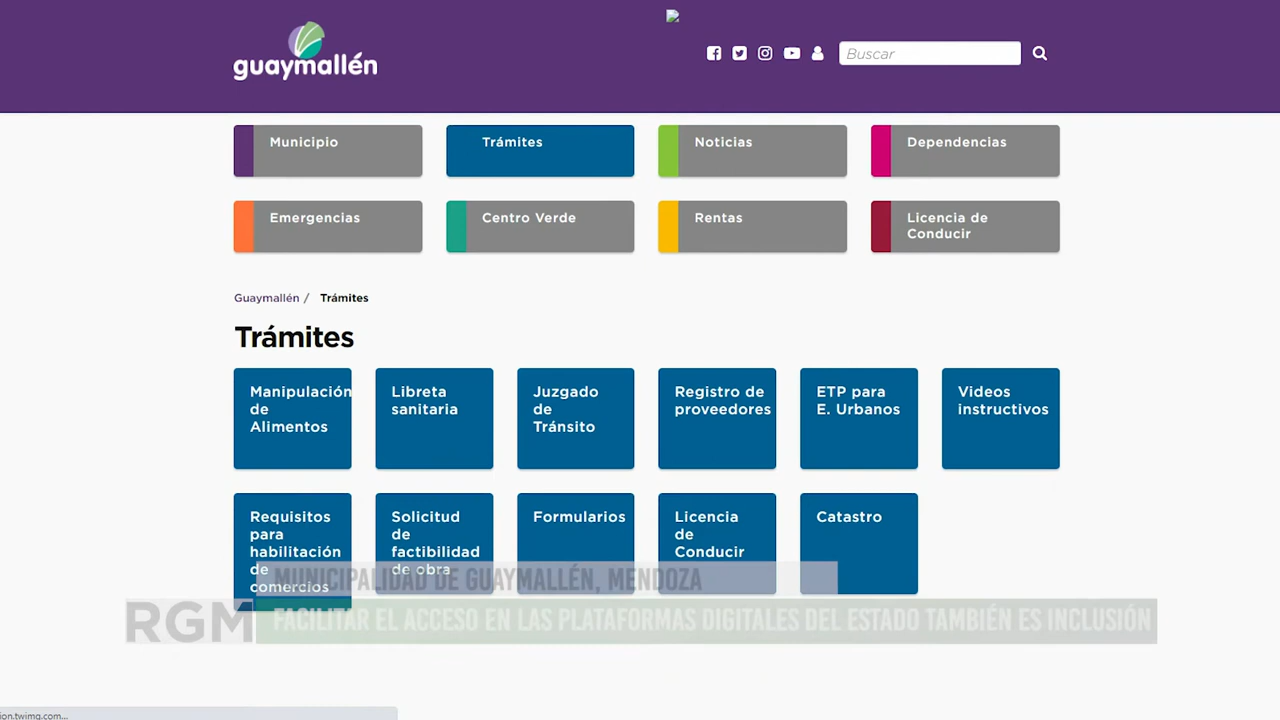 guaymallén
Buscar
Municipio
Trámites
Noticias
Dependencias
Emergencias
Centro Verde
Rentas
Licencia de
Conducir
Guaymallén / Trámites
Trámites
Manipulación
de
Alimentos
Libreta
sanitaria
Juzgado
de
Tránsito
Registro de
proveedores
ETP para
E. Urbanos
Videos
instructivos
Requisitos
para
habilitación
de
comercios
Solicitud
de
factibilidad
de obra
Formularios
Licencia
de
Conducir
Catastro
MUNICIPALIDAD DE GUAYMALLÉN, MENDOZA
RGM
FACILITAR EL ACCESO EN LAS PLATAFORMAS DIGITALES DEL ESTADO TAMBIÉN ES INCLUSIÓN
ion.twimg.com...